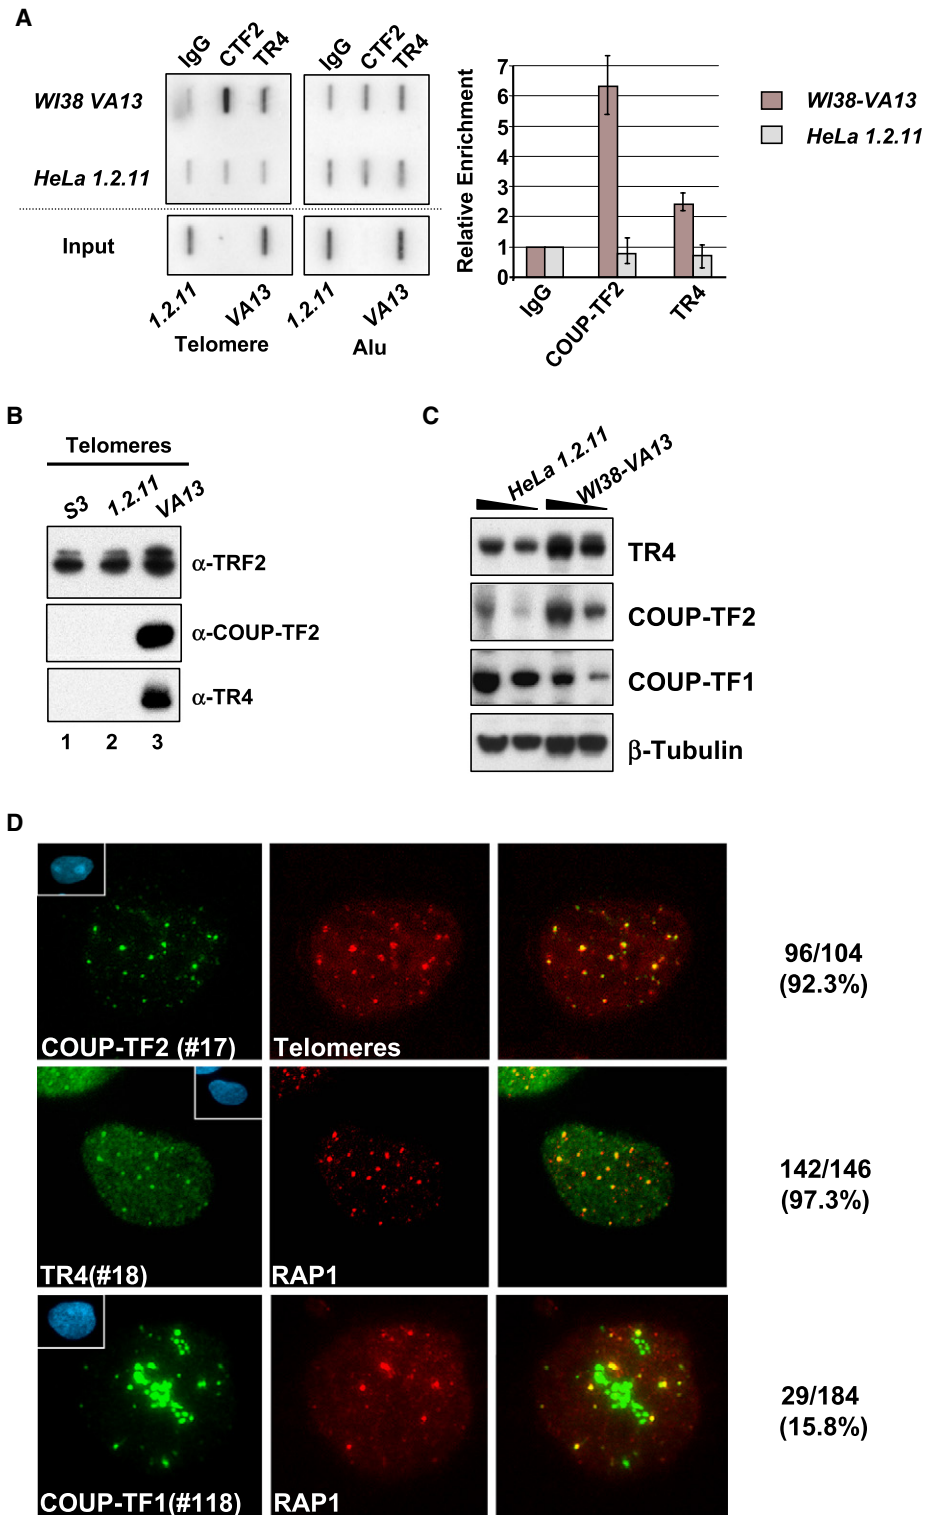 A
IgG CTF2 TR4 IgG CTF2 TR4
WI38 VA13
HeLa 1.2.11
Input
1.2.11 VA13 1.2.11 VA13
Telomere Alu
Relative Enrichment
7
6
5
4
3
2
1
0
IgG COUP-TF2 TR4
WI38-VA13
HeLa 1.2.11
B
Telomeres
S3 1.2.11 VA13
α-TRF2
α-COUP-TF2
α-TR4
1 2 3
C
HeLa 1.2.11 WI38-VA13
TR4
COUP-TF2
COUP-TF1
β-Tubulin
D
COUP-TF2 (#17) Telomeres
96/104
(92.3%)
TR4(#18) RAP1
142/146
(97.3%)
COUP-TF1(#118) RAP1
29/184
(15.8%)